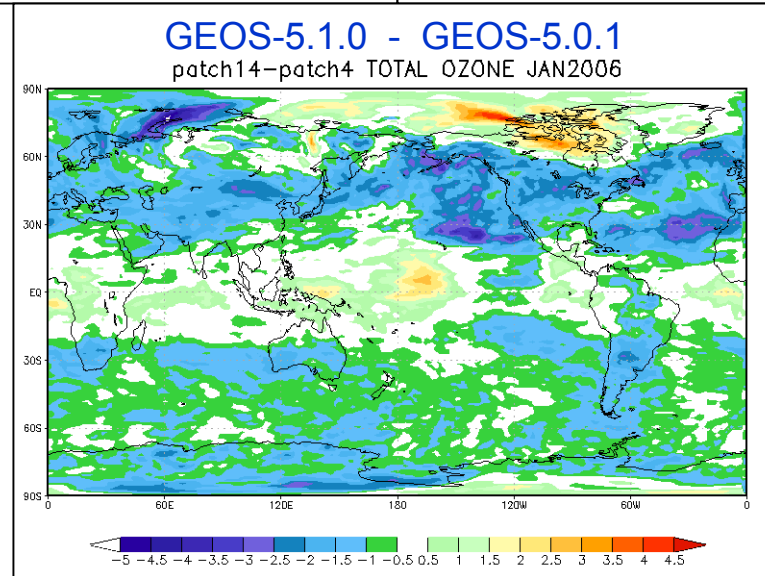 GEOS-5.1.0 - GEOS-5.0.1
patch14-patch4 TOTAL OZONE JAN2006
90N
60N
30N
EQ
30S
60S
90S
0 60E 120E 180 120W 60W 0
-5 -4.5 -4 -3.5 -3 -2.5 -2 -1.5 -1 -0.5 0.5 1 1.5 2 2.5 3 3.5 4 4.5